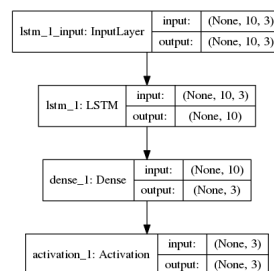 lstm_1_input: InputLayer
input: (None, 10, 3)
output: (None, 10, 3)
lstm_1: LSTM
input: (None, 10, 3)
output: (None, 10)
dense_1: Dense
input: (None, 10)
output: (None, 3)
activation_1: Activation
input: (None, 3)
output: (None, 3)